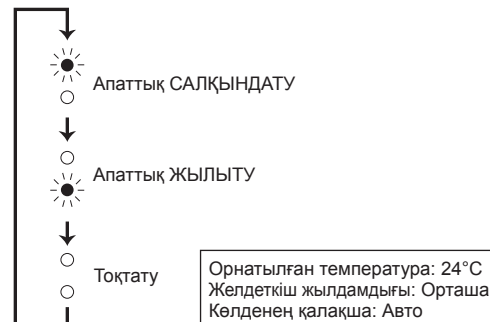 Апаттық САЛҚЫНДАТУ
Апаттық ЖЫЛЫТУ
Тоқтату
Орнатылған температура: 24°C
Желдеткіш жылдамдығы: Орташа
Көлденең қалақша: Авто